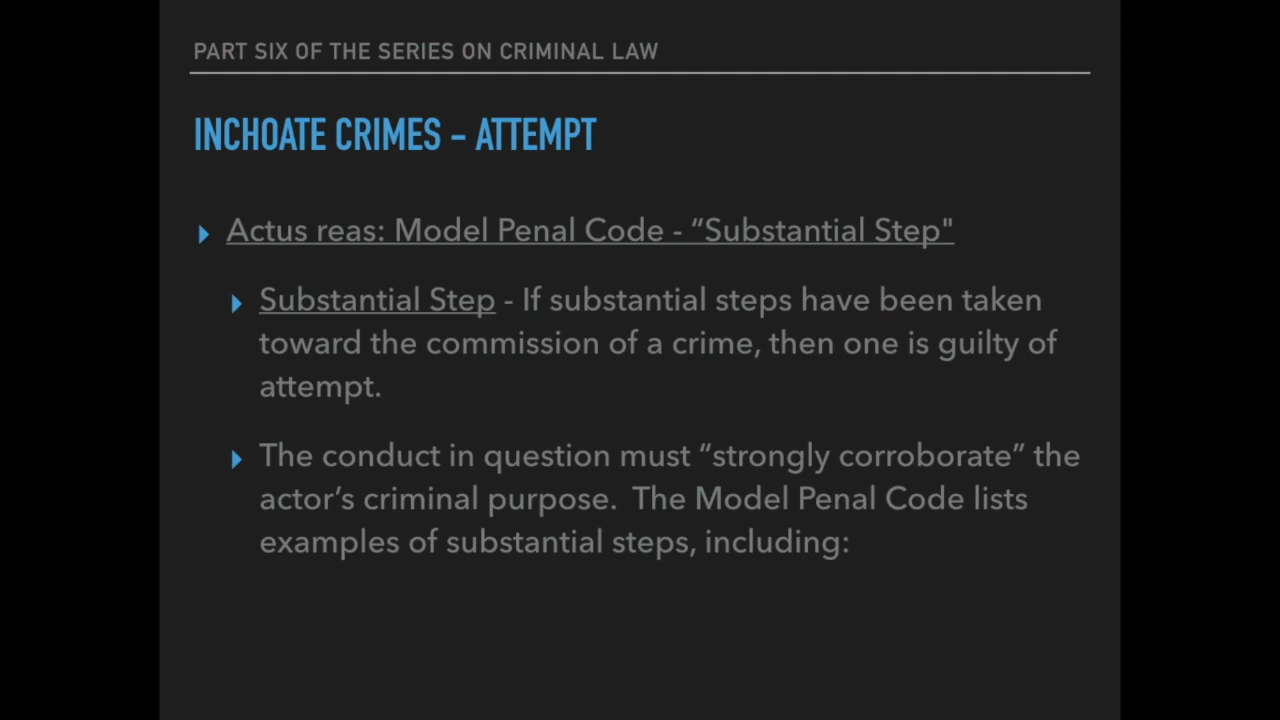 PART SIX OF THE SERIES ON CRIMINAL LAW
INCHOATE CRIMES – ATTEMPT
Actus reas: Model Penal Code - “Substantial Step"
Substantial Step - If substantial steps have been taken
toward the commission of a crime, then one is guilty of
attempt.
The conduct in question must “strongly corroborate” the
actor’s criminal purpose.  The Model Penal Code lists
examples of substantial steps, including: